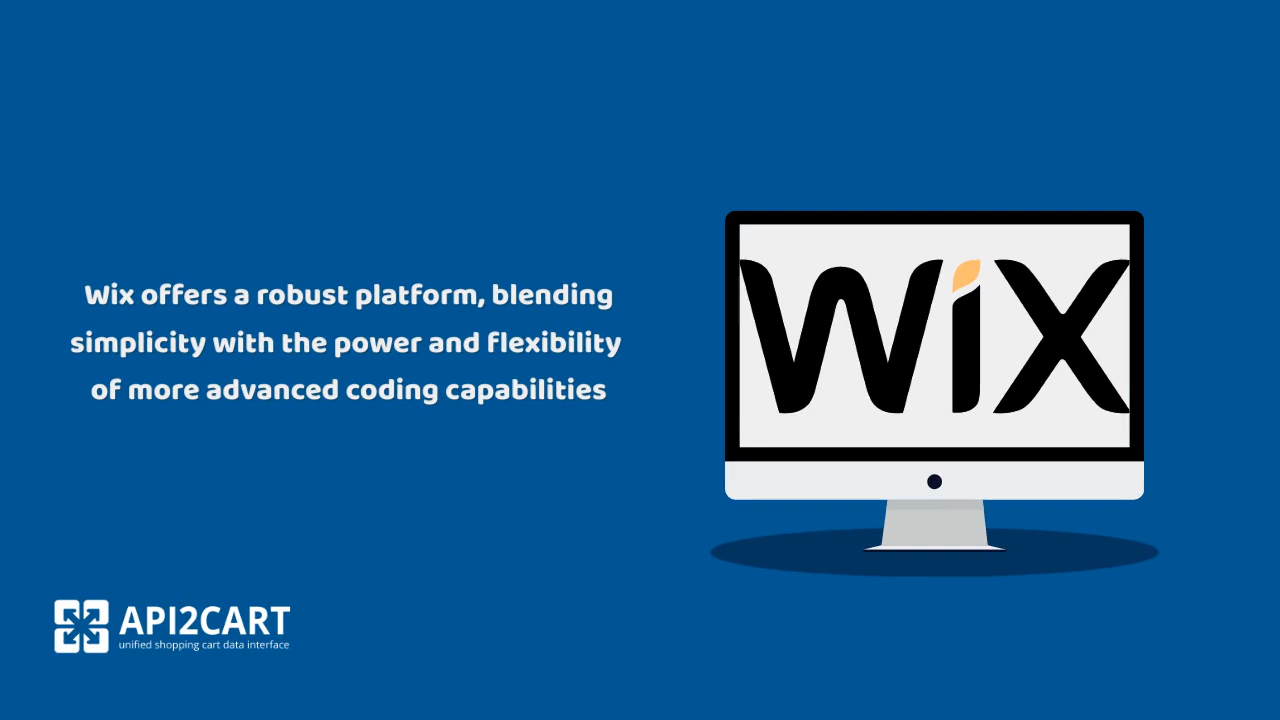 Wix offers a robust platform, blending
simplicity with the power and flexibility
of more advanced coding capabilities
WiX
API2CART
unified shopping cart data interface